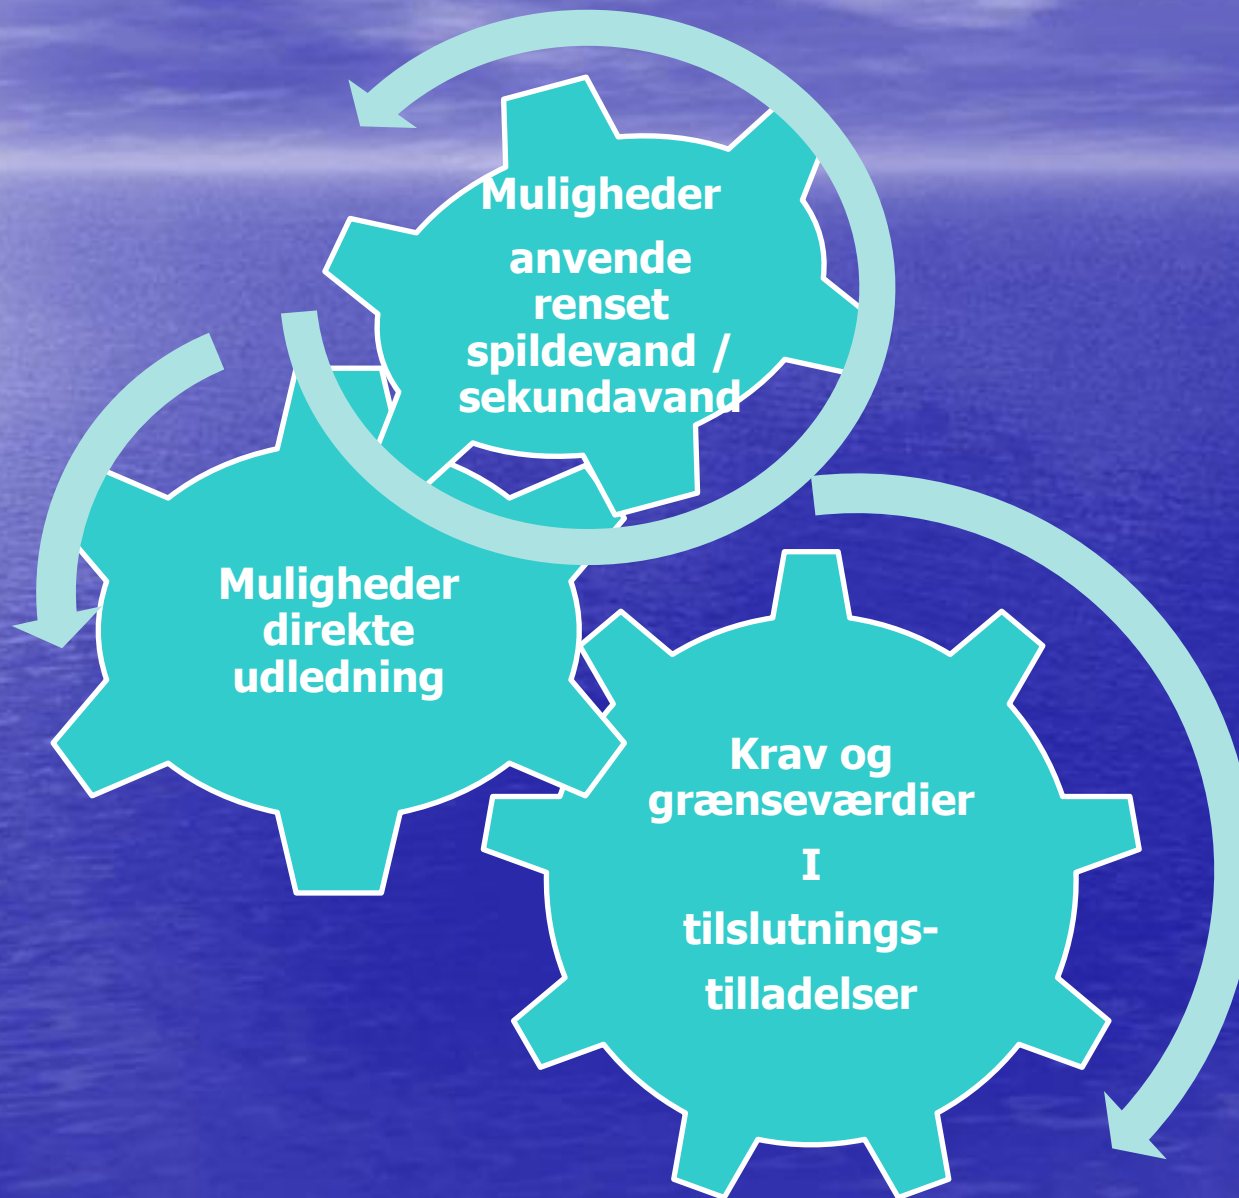 Muligheder
anvende
renset
spildevand /
sekundavand
Muligheder
direkte
udledning
Krav og
grænseværdier
I
tilslutnings-
tilladelser